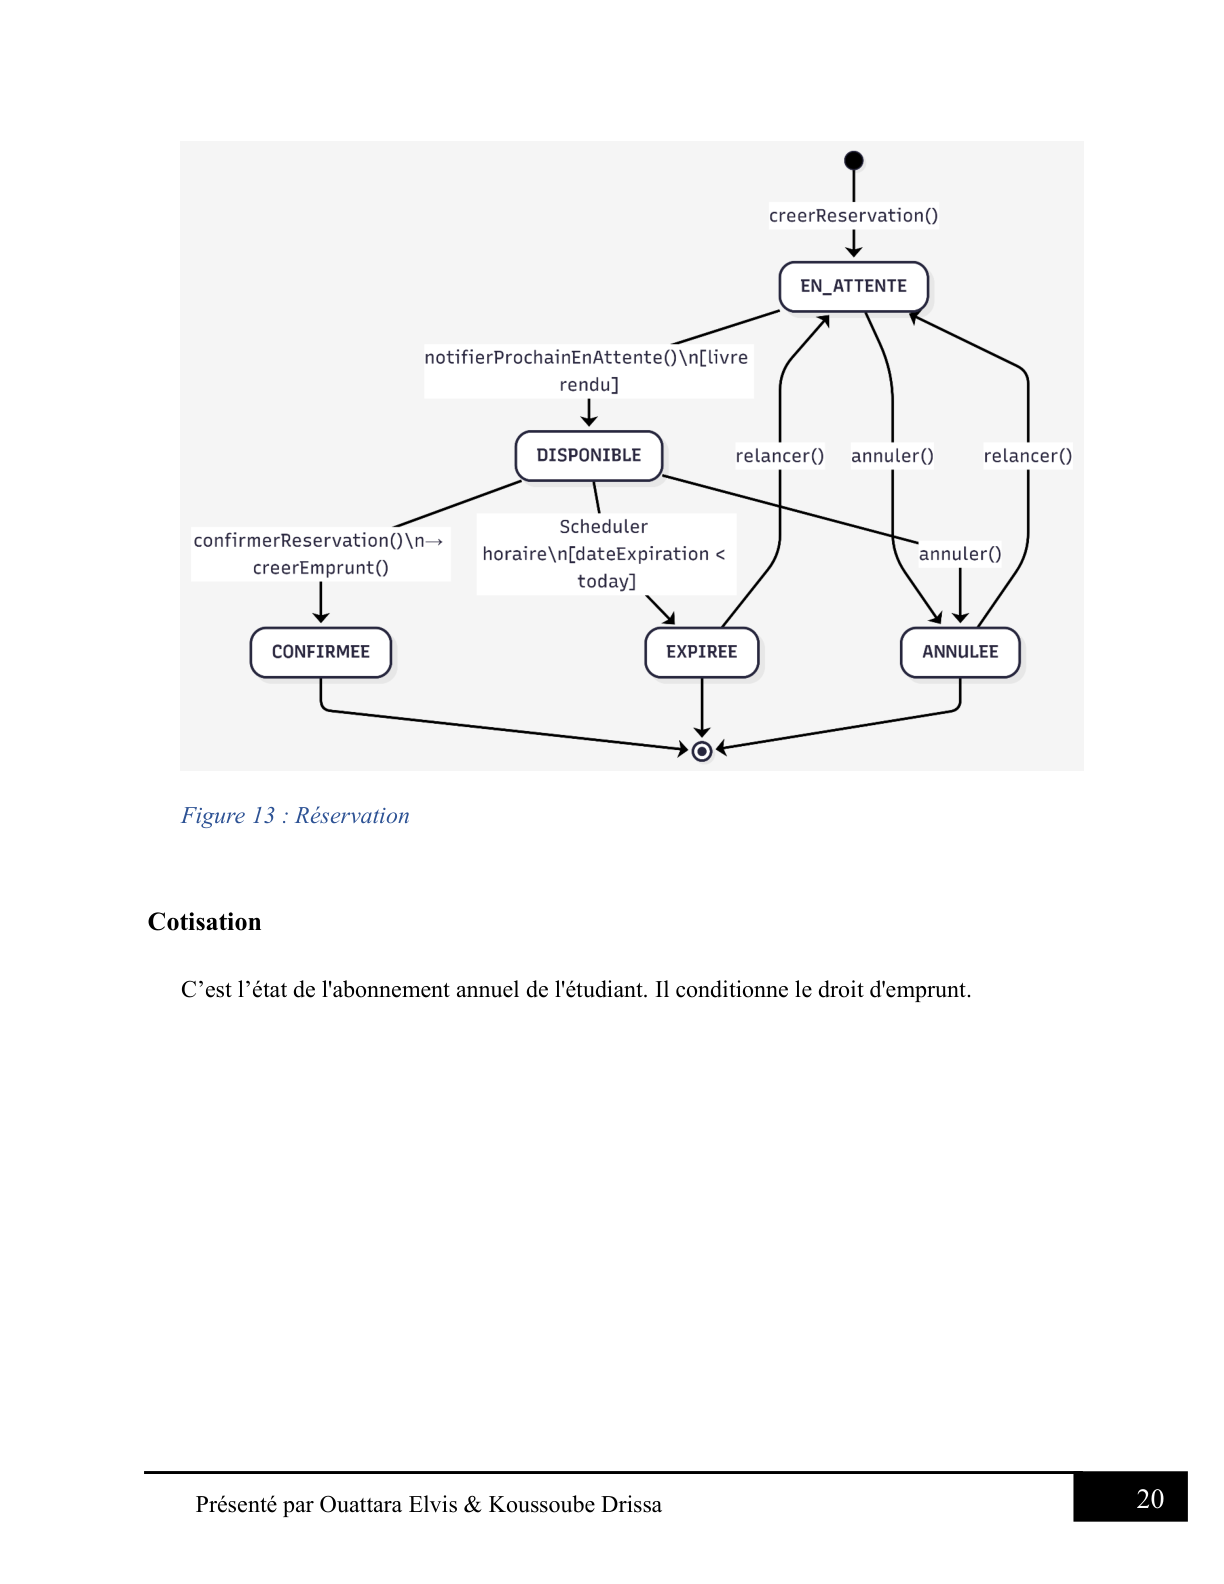 creerReservation()
EN_ATTENTE
notifierProchainEnAttente()\n[livre
rendu]
DISPONIBLE
relancer()
annuler()
relancer()
confirmerReservation()\n→
creerEmprunt()
Scheduler
horaire\n[dateExpiration <
today]
annuler()
CONFIRMEE
EXPIREE
ANNULEE
Figure 13 : Réservation
Cotisation
C’est l’état de l'abonnement annuel de l'étudiant. Il conditionne le droit d'emprunt.
Présenté par Ouattara Elvis & Koussoube Drissa
20